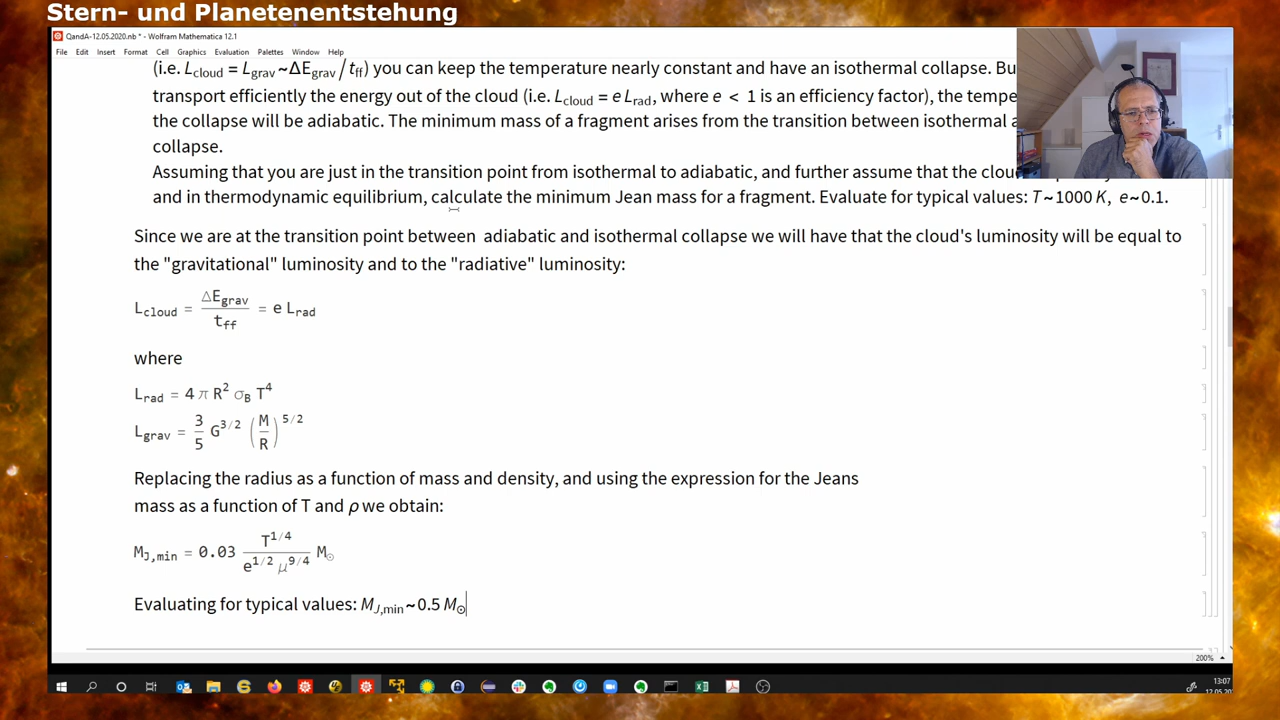 Stern- und Planetenentstehung
QandA-12.05.2020.nb * - Wolfram Mathematica 12.1
File Edit Insert Format Cell Graphics Evaluation Palettes Window Help
(i.e. L_cloud = L_grav ~ ΔE_grav / t_ff) you can keep the temperature nearly constant and have an isothermal collapse. Bu
transport efficiently the energy out of the cloud (i.e. L_cloud = e L_rad, where e < 1 is an efficiency factor), the tempe
the collapse will be adiabatic. The minimum mass of a fragment arises from the transition between isothermal a
collapse.
Assuming that you are just in the transition point from isothermal to adiabatic, and further assume that the clou
and in thermodynamic equilibrium, calculate the minimum Jean mass for a fragment. Evaluate for typical values: T~1000 K, e~0.1.
Since we are at the transition point between adiabatic and isothermal collapse we will have that the cloud's luminosity will be equal to
the "gravitational" luminosity and to the "radiative" luminosity:
L_cloud = ΔE_grav / t_ff = e L_rad
where
L_rad = 4 π R^2 σ_B T^4
L_grav = 3/5 G^3/2 (M/R)^5/2
Replacing the radius as a function of mass and density, and using the expression for the Jeans
mass as a function of T and ρ we obtain:
M_J,min = 0.03 T^1/4 / (e^1/2 μ^9/4) M_⊙
Evaluating for typical values: M_J,min ~ 0.5 M_⊙
200%
13:07